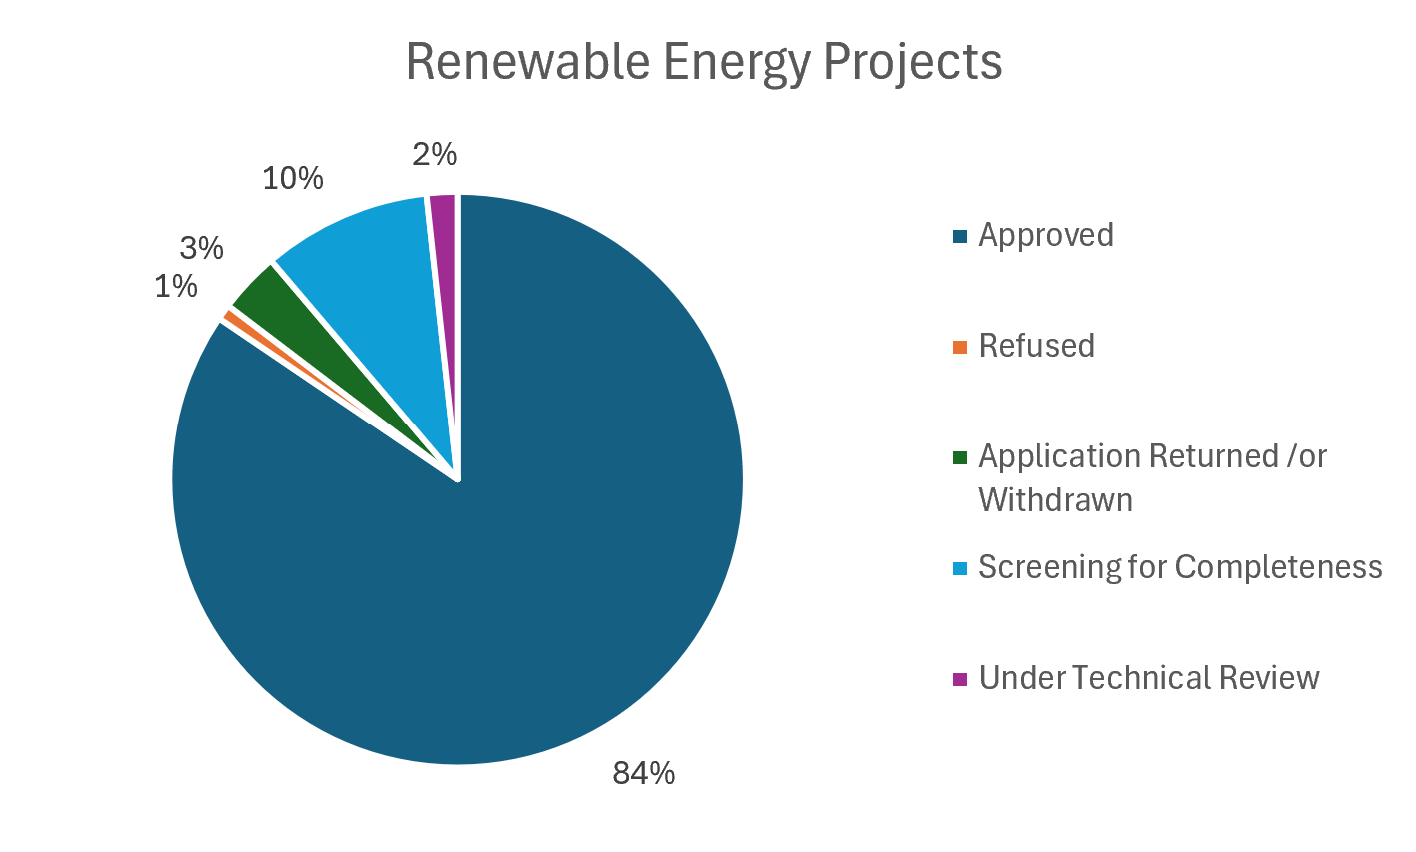 Renewable Energy Projects
2%
10%
3%
1%
84%
Approved
Refused
Application Returned /or
Withdrawn
Screening for Completeness
Under Technical Review